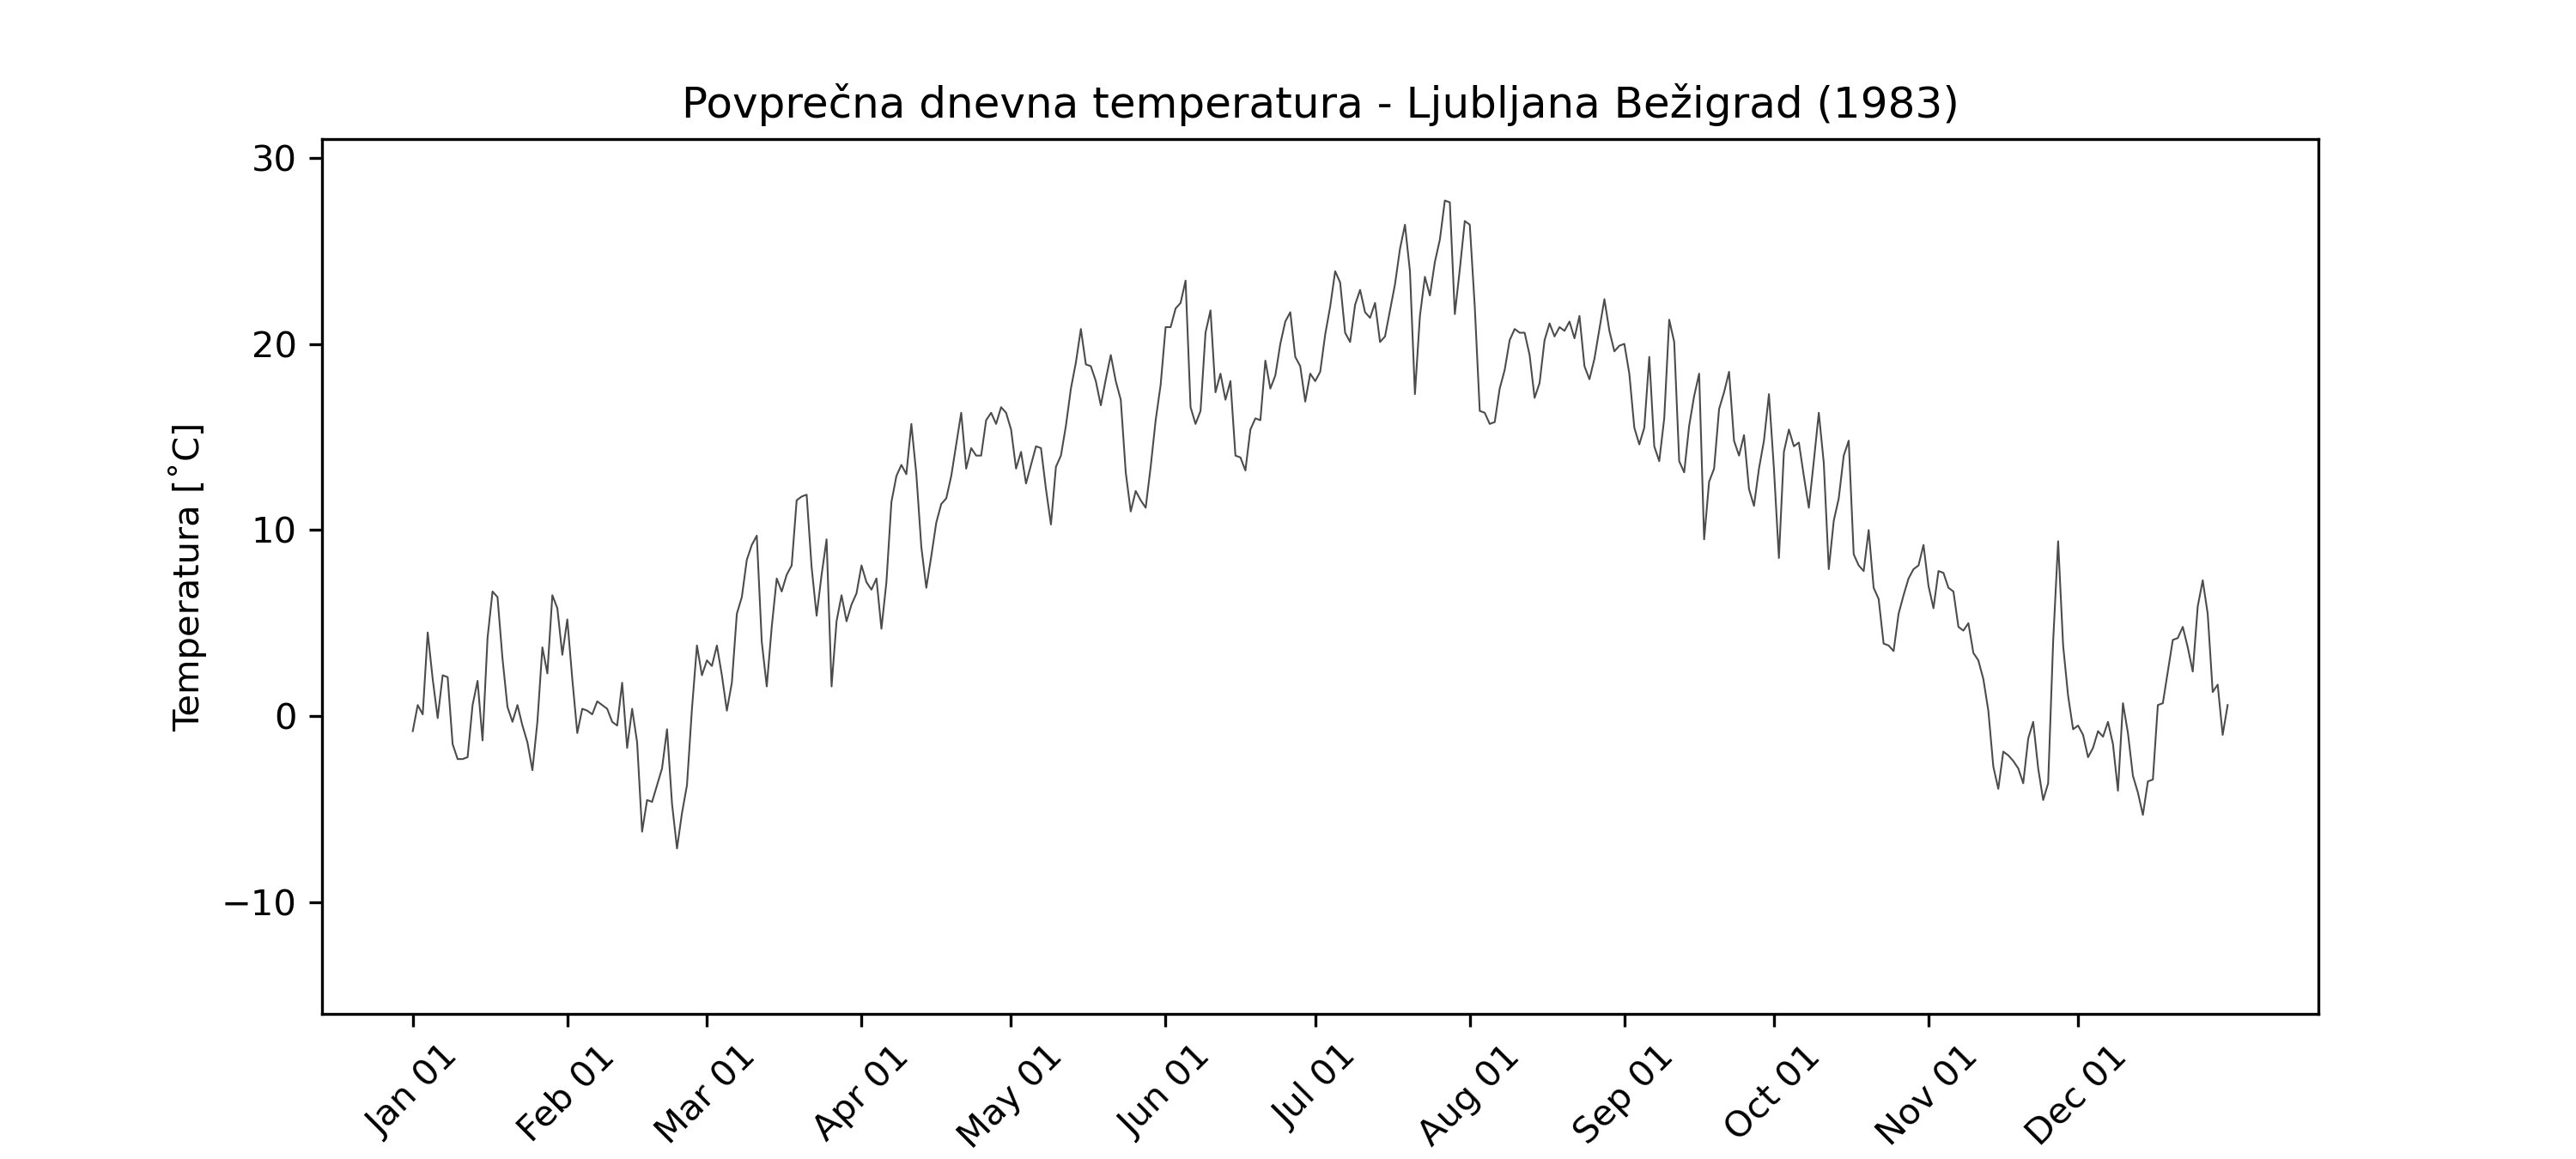 Povprečna dnevna temperatura - Ljubljana Bežigrad (1983)
Temperatura [˚C]
30
20
10
0
−10
Jan 01
Feb 01
Mar 01
Apr 01
May 01
Jun 01
Jul 01
Aug 01
Sep 01
Oct 01
Nov 01
Dec 01